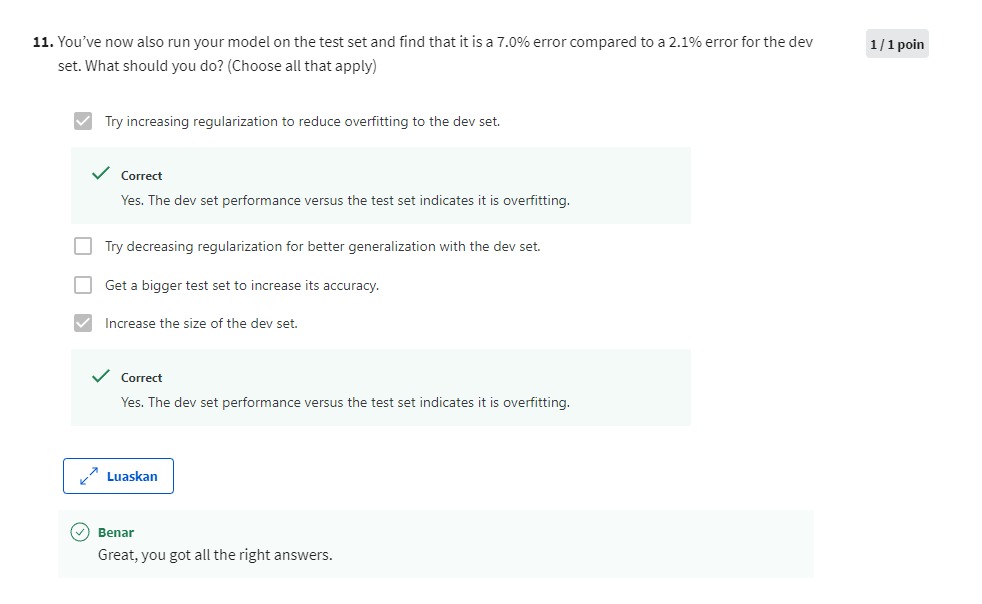 11. You've now also run your model on the test set and find that it is a 7.0% error compared to a 2.1% error for the dev
set. What should you do? (Choose all that apply)
1 / 1 poin
Try increasing regularization to reduce overfitting to the dev set.
Correct
Yes. The dev set performance versus the test set indicates it is overfitting.
Try decreasing regularization for better generalization with the dev set.
Get a bigger test set to increase its accuracy.
Increase the size of the dev set.
Correct
Yes. The dev set performance versus the test set indicates it is overfitting.
Luaskan
Benar
Great, you got all the right answers.